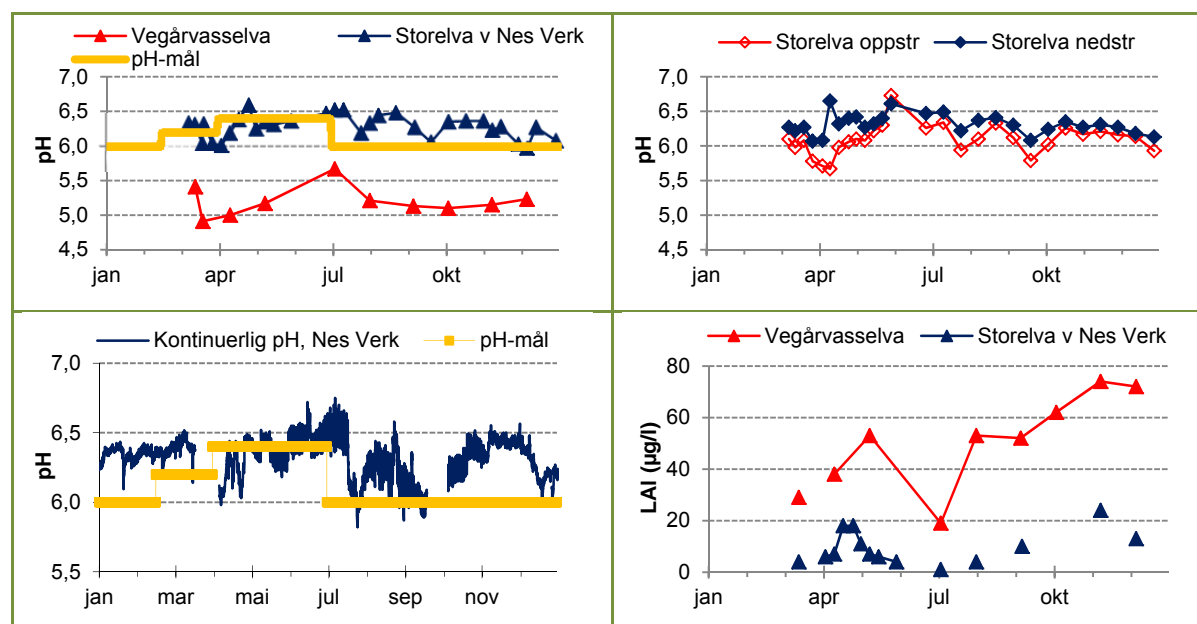 Vegårvasselva Storelva v Nes Verk
pH-mål
7,0
6,5
6,0
5,5
5,0
4,5
pH
jan apr jul okt
Storelva oppstr Storelva nedstr
7,0
6,5
6,0
5,5
5,0
4,5
pH
jan apr jul okt
Kontinuerlig pH, Nes Verk pH-mål
7,0
6,5
6,0
5,5
pH
jan mar mai jul sep nov
Vegårvasselva Storelva v Nes Verk
80
60
40
20
0
LAl (µg/l)
jan apr jul okt